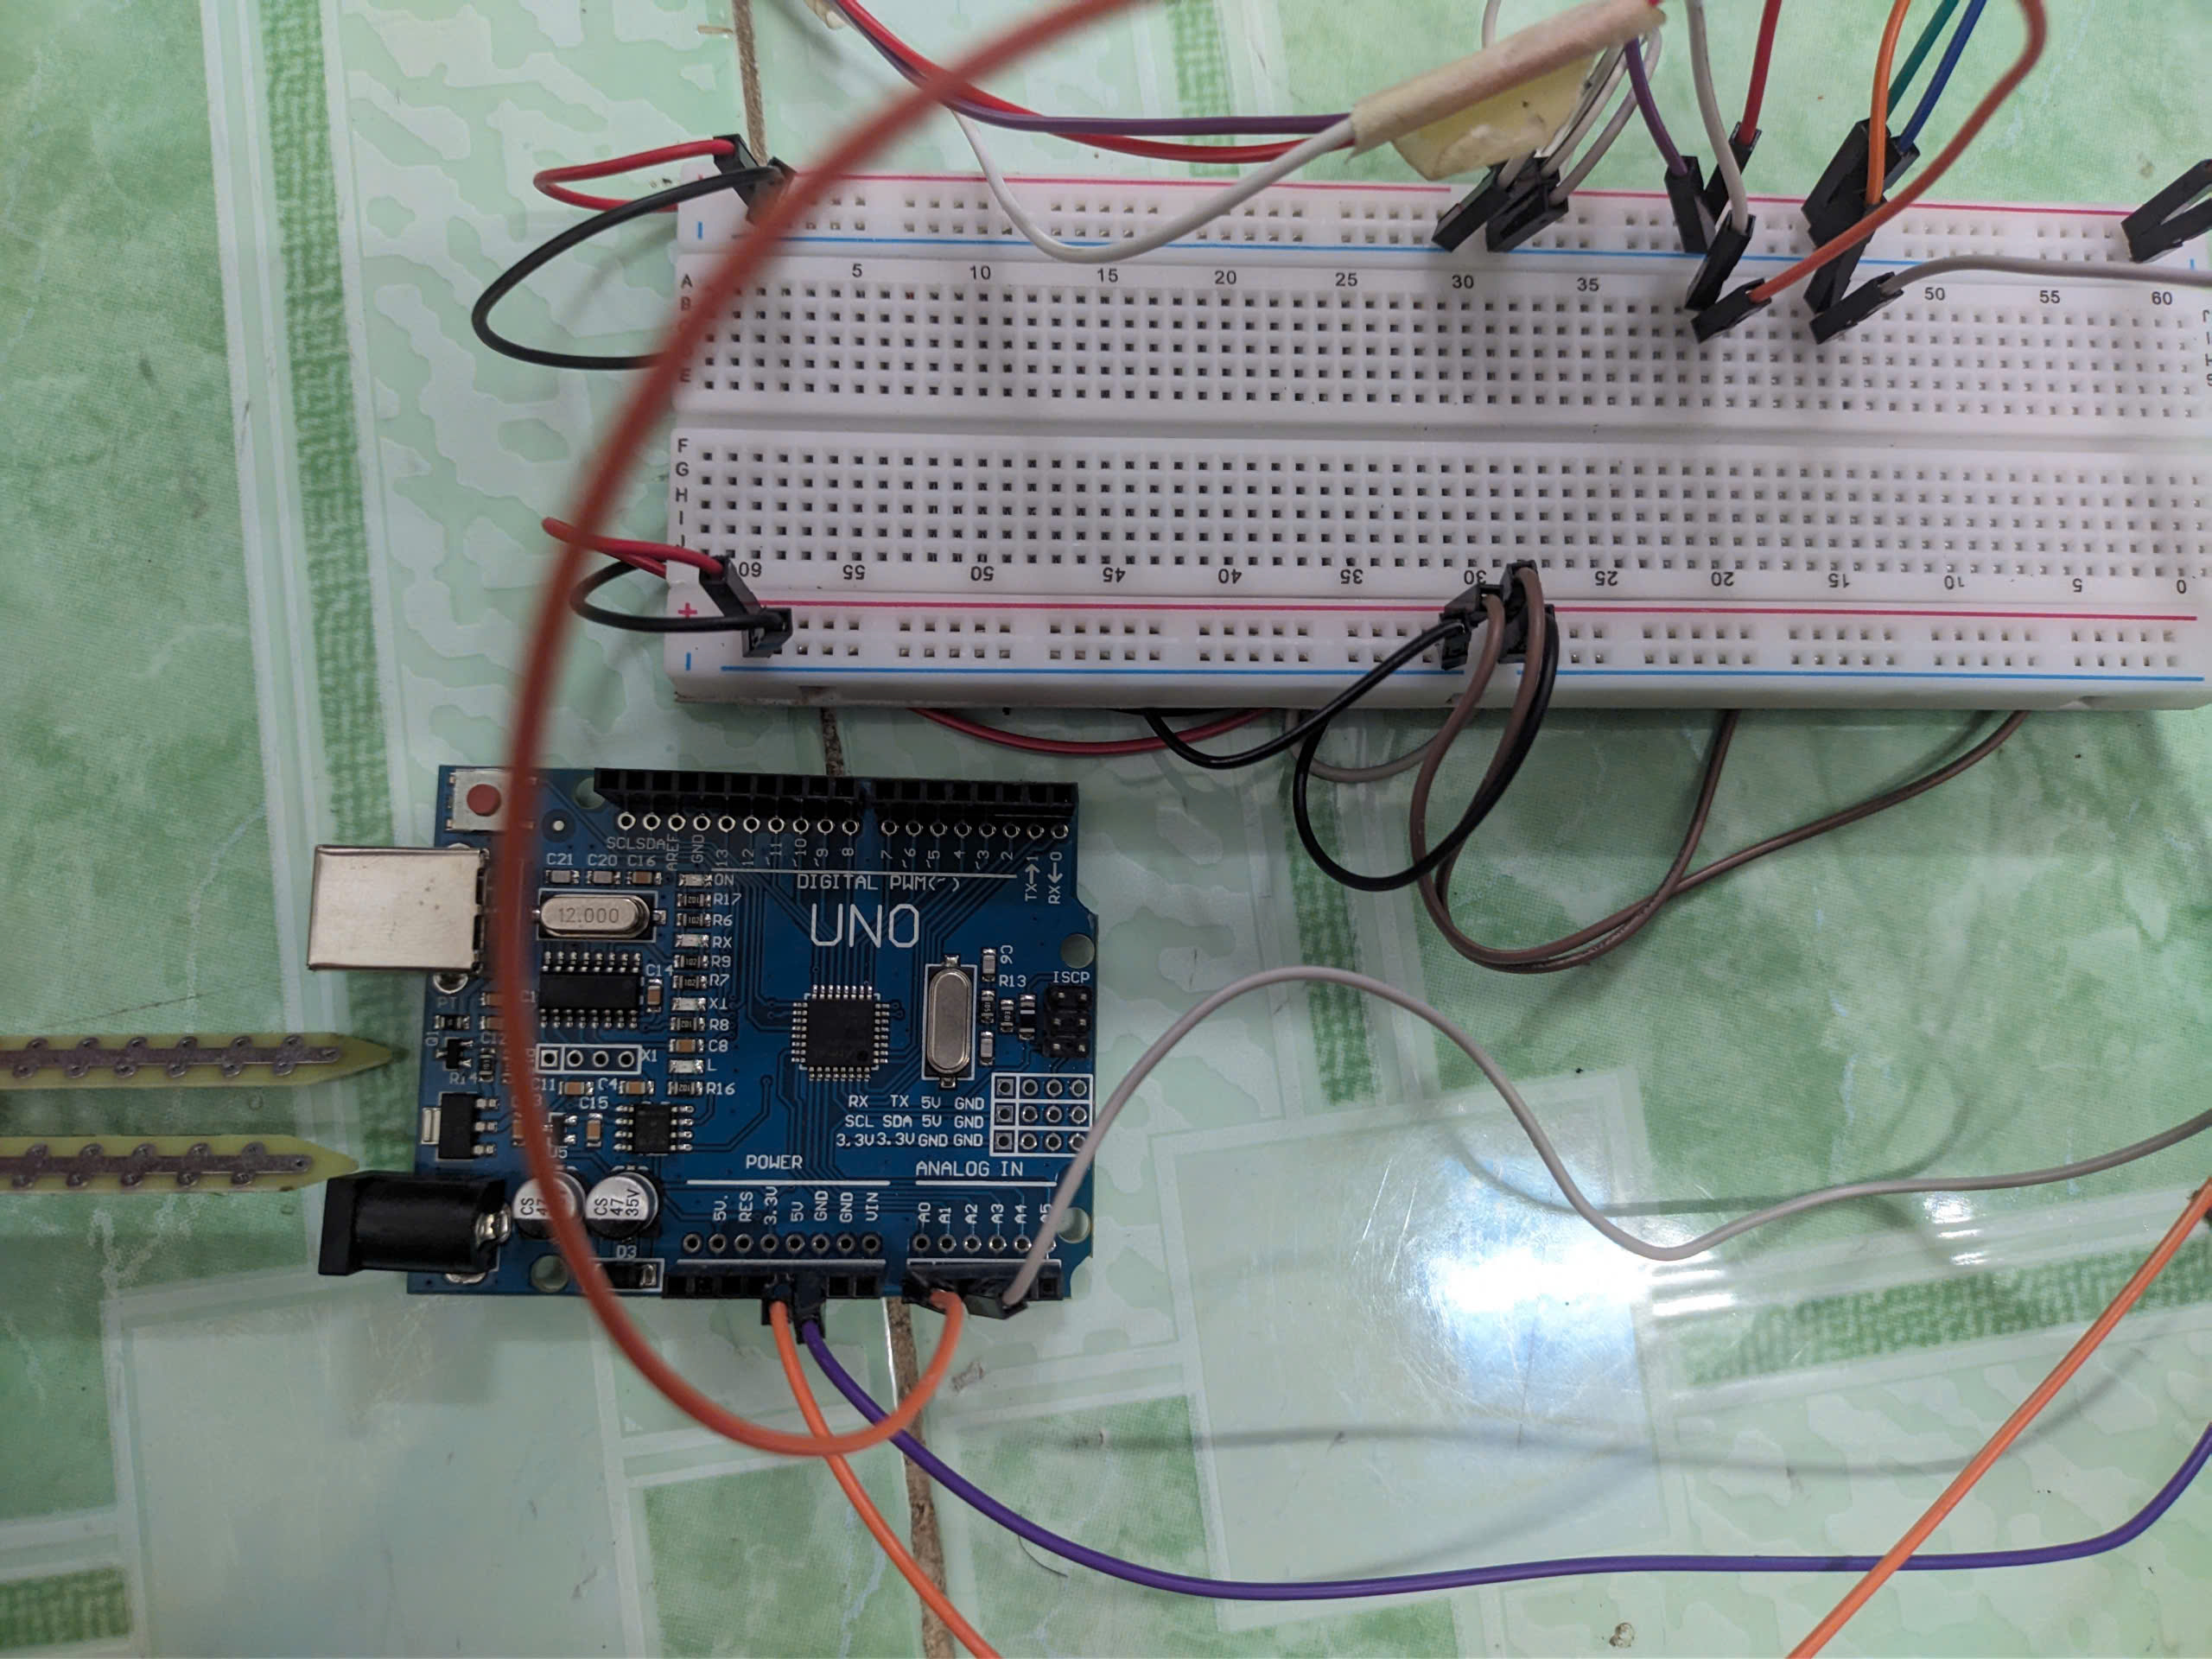 5 10 15 20 25 30 35 50 55 60
A
B
E
F
G
H
I
J
60 55 50 45 40 35 30 25 20 15 10 5 0
+
SCL SDA AREF GND 13 12 ~11 ~10 ~9 8 7 ~6 ~5 4 ~3 2 TX→1 RX←0
C21 C20 C16
ON
DIGITAL PWM(~)
R17
12.000
R6
UNO
RX
R9
C14
R7
TX
R8
C8
X1
L
R16
C11 C4
C15
C9
R13
ISCP
RX TX 5V GND
SCL SDA 5V GND
3.3V 3.3V GND GND
U5
POWER
ANALOG IN
CS
47
CS
47
35V
5V. RES 3.3V 5V GND GND VIN A0 A1 A2 A3 A4 A5
D3